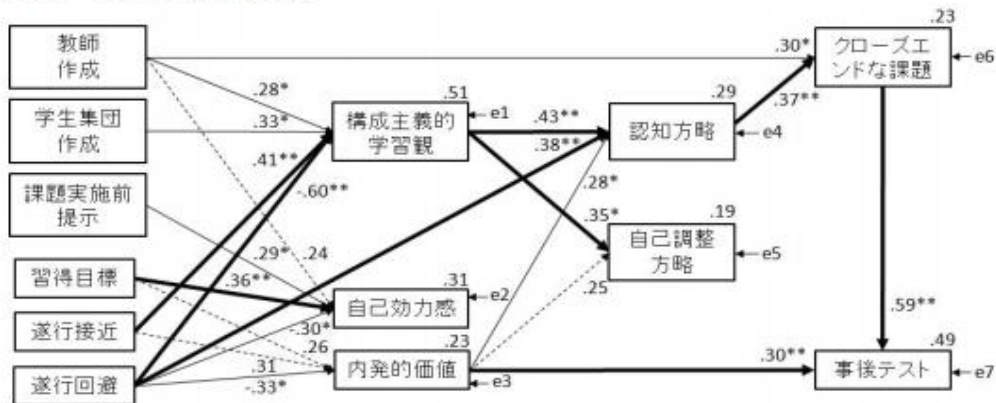 教師
作成
学生集団
作成
課題実施前
提示
習得目標
遂行接近
遂行回避
.28*
.33*
.41**
-.60**
.29*
.24
.36**
-.30*
.26
.31
-.33*
.51
構成主義的
学習観
e1
.31
自己効力感
e2
.23
内発的価値
e3
.43**
.38**
.28*
.35*
.25
.29
認知方略
e4
.19
自己調整
方略
e5
.30*
.37**
.23
クローズエ
ンドな課題
e6
.59**
.30**
.49
事後テスト
e7